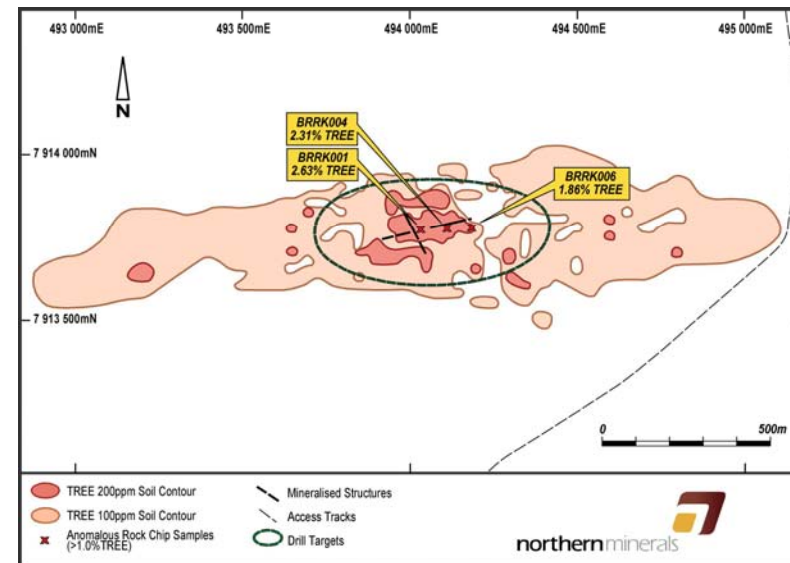 493 000mE
493 500mE
494 000mE
494 500mE
495 000mE
N
BRRK004
2.31% TREE
7 914 000mN
BRRK001
2.63% TREE
BRRK006
1.86% TREE
7 913 500mN
0
500m
TREE 200ppm Soil Contour
TREE 100ppm Soil Contour
Anomalous Rock Chip Samples
(>1.0%TREE)
Mineralised Structures
Access Tracks
Drill Targets
northernminerals